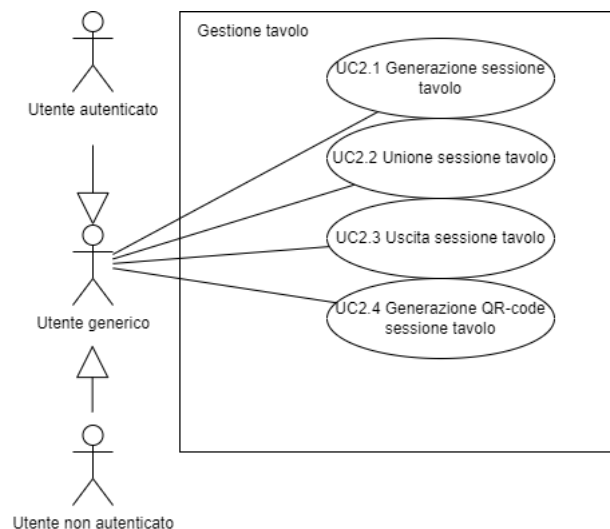 Gestione tavolo
UC2.1 Generazione sessione
tavolo
Utente autenticato
UC2.2 Unione sessione tavolo
UC2.3 Uscita sessione tavolo
UC2.4 Generazione QR-code
sessione tavolo
Utente generico
Utente non autenticato